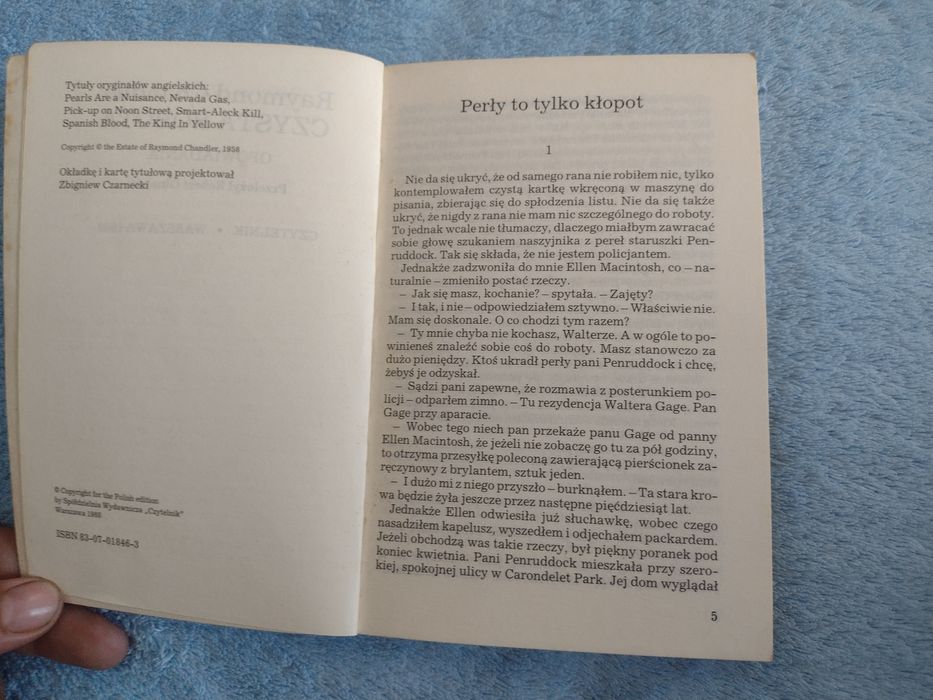 Tytuły oryginałów angielskich:
Pearls Are a Nuisance, Nevada Gas,
Pick-up on Noon Street, Smart-Aleck Kill,
Spanish Blood, The King In Yellow
Copyright © the Estate of Raymond Chandler, 1958
Okładkę i kartę tytułową projektował
Zbigniew Czarnecki
© Copyright for the Polish edition
by Spółdzielnia Wydawnicza „Czytelnik"
Warszawa 1988
ISBN 83-07-01846-3
Perły to tylko kłopot
1
Nie da się ukryć, że od samego rana nie robiłem nic, tylko
kontemplowałem czystą kartkę wkręconą w maszynę do
pisania, zbierając się do spłodzenia listu. Nie da się także
ukryć, że nigdy z rana nie mam nic szczególnego do roboty.
To jednak wcale nie tłumaczy, dlaczego miałbym zawracać
sobie głowę szukaniem naszyjnika z pereł staruszki Pen-
ruddock. Tak się składa, że nie jestem policjantem.
Jednakże zadzwoniła do mnie Ellen Macintosh, co – na-
turalnie – zmieniło postać rzeczy.
– Jak się masz, kochanie? – spytała. – Zajęty?
– I tak, i nie – odpowiedziałem sztywno. – Właściwie nie.
Mam się doskonale. O co chodzi tym razem?
– Ty mnie chyba nie kochasz, Walterze. A w ogóle to po-
winieneś znaleźć sobie coś do roboty. Masz stanowczo za
dużo pieniędzy. Ktoś ukradł perły pani Penruddock i chcę,
żebyś je odzyskał.
– Sądzi pani zapewne, że rozmawia z posterunkiem po-
licji – odparłem zimno. – Tu rezydencja Waltera Gage. Pan
Gage przy aparacie.
– Wobec tego niech pan przekaże panu Gage od panny
Ellen Macintosh, że jeżeli nie zobaczę go tu za pół godziny,
to otrzyma przesyłkę poleconą zawierającą pierścionek za-
ręczynowy z brylantem, sztuk jeden.
– I dużo mi z niego przyszło – burknąłem. – Ta stara kro-
wa będzie żyła jeszcze przez następne pięćdziesiąt lat.
Jednakże Ellen odwiesiła już słuchawkę, wobec czego
nasadziłem kapelusz, wyszedłem i odjechałem packardem.
Jeżeli obchodzą was takie rzeczy, był piękny poranek pod
koniec kwietnia. Pani Penruddock mieszkała przy szero-
kiej, spokojnej ulicy w Carondelet Park. Jej dom wyglądał
5